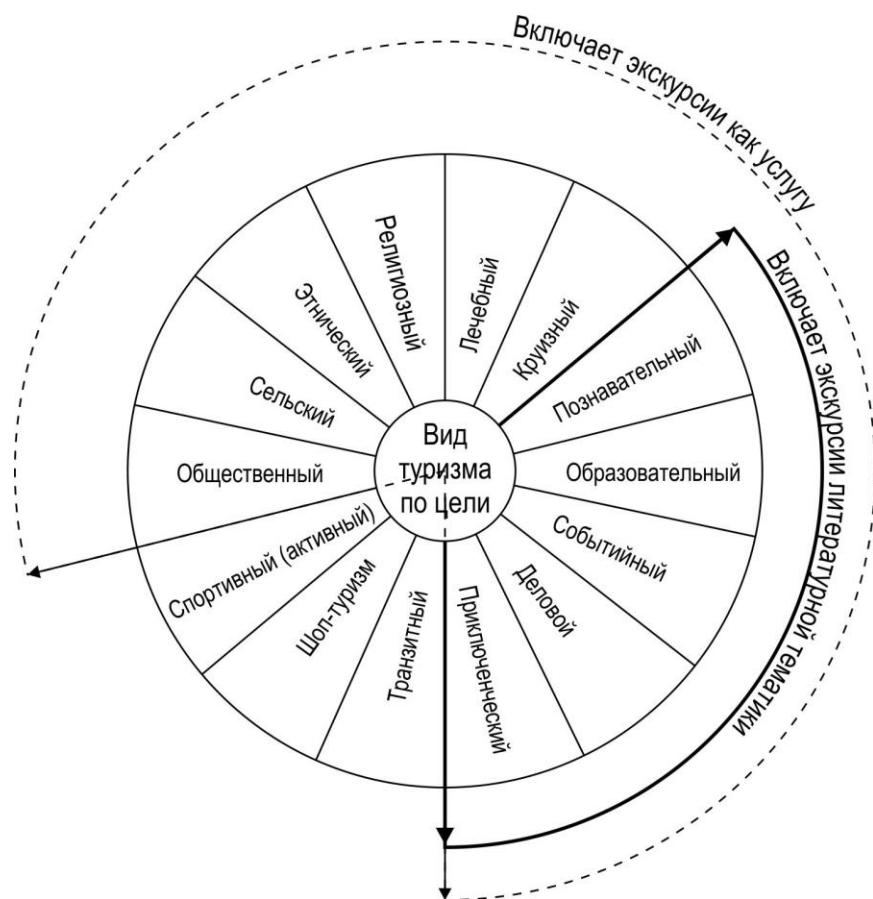 Включает экскурсии как услугу
Включает экскурсии литературной тематики
Вид
туризма
по цели
Лечебный
Круизный
Познавательный
Образовательный
Событийный
Деловой
Приключенческий
Транзитный
Шоп-туризм
Спортивный (активный)
Общественный
Сельский
Этнический
Религиозный